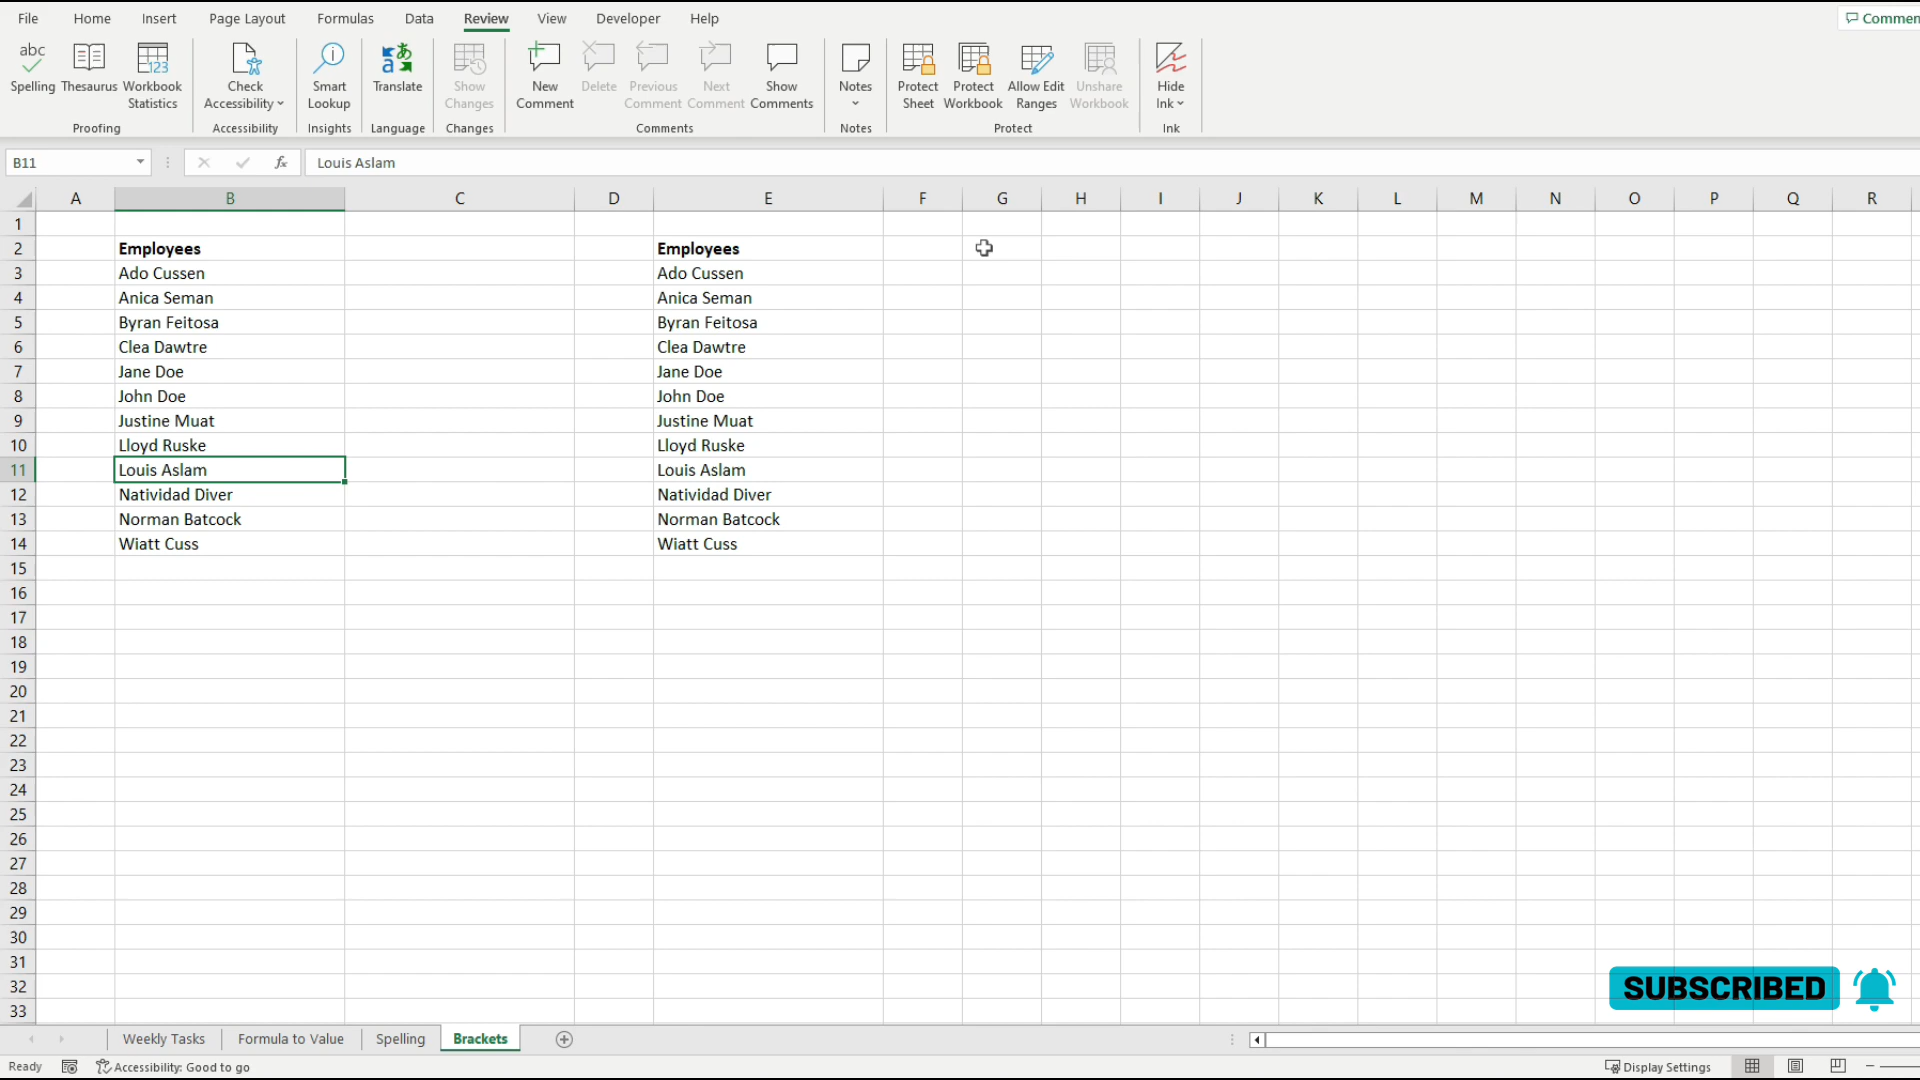 File Home Insert Page Layout Formulas Data Review View Developer Help Commen
abc
Spelling Thesaurus Workbook Statistics Check Accessibility Smart Lookup Translate Show Changes New Comment Delete Previous Comment Next Comment Show Comments Notes Protect Sheet Protect Workbook Allow Edit Ranges Unshare Workbook Hide Ink
Proofing Accessibility Insights Language Changes Comments Notes Protect Ink
B11 fx Louis Aslam
A B C D E F G H I J K L M N O P Q R
1
2 Employees Employees
3 Ado Cussen Ado Cussen
4 Anica Seman Anica Seman
5 Byran Feitosa Byran Feitosa
6 Clea Dawtre Clea Dawtre
7 Jane Doe Jane Doe
8 John Doe John Doe
9 Justine Muat Justine Muat
10 Lloyd Ruske Lloyd Ruske
11 Louis Aslam Louis Aslam
12 Natividad Diver Natividad Diver
13 Norman Batcock Norman Batcock
14 Wiatt Cuss Wiatt Cuss
15
16
17
18
19
20
21
22
23
24
25
26
27
28
29
30
31
32
33
SUBSCRIBED
Weekly Tasks Formula to Value Spelling Brackets
Ready Accessibility: Good to go Display Settings